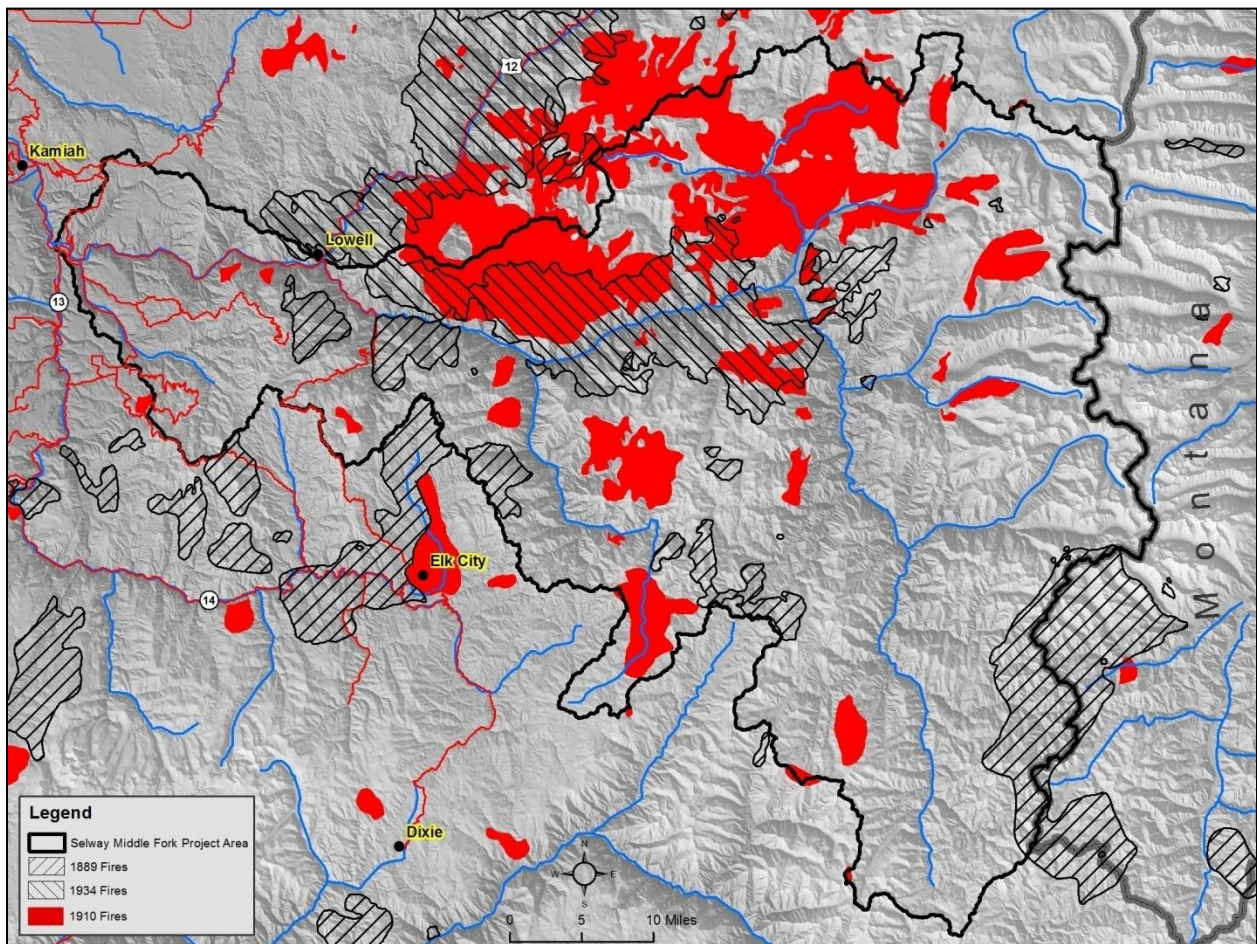 12
Kamiah
Lowell
13
Montana
Elk City
14
Dixie
Legend
Selway Middle Fork Project Area
1889 Fires
1934 Fires
1910 Fires
N
W E
S
0 5 10 Miles